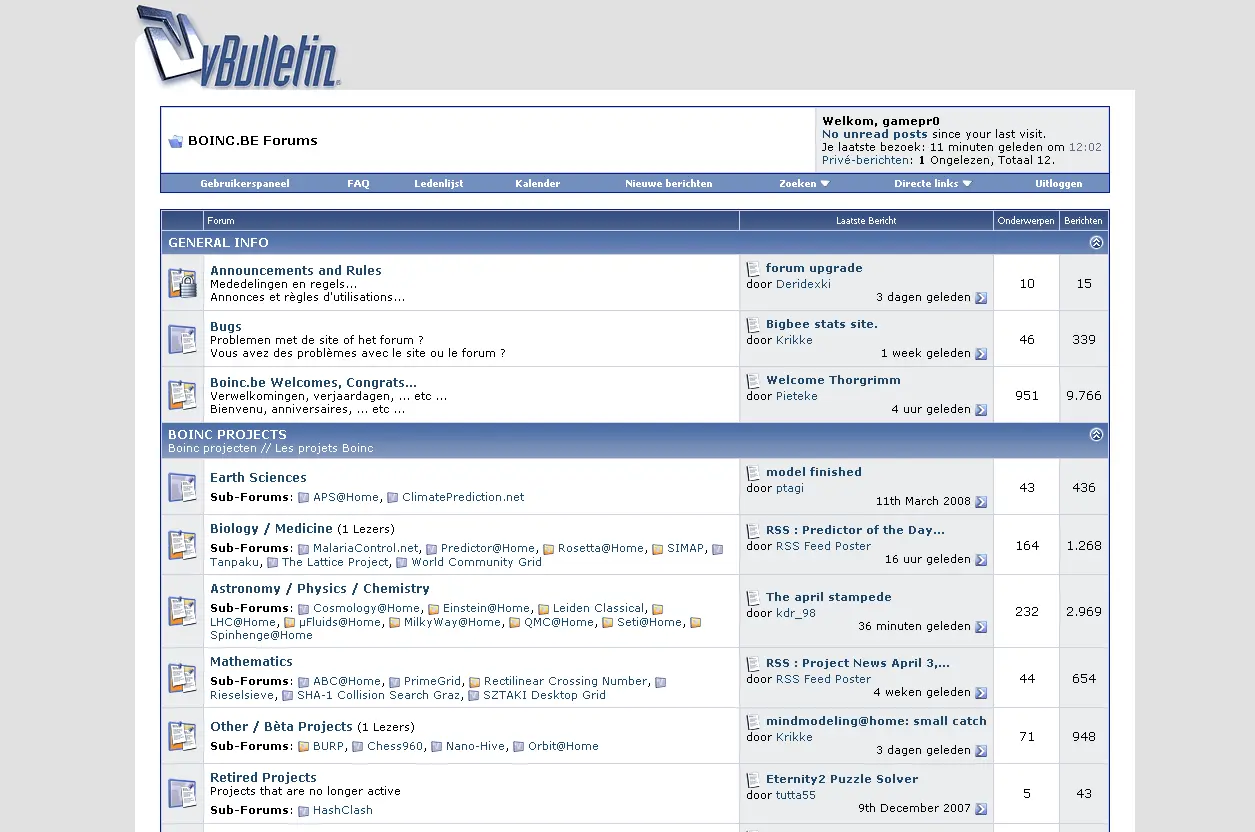 vBulletin
BOINC.BE Forums
Welkom, gamepr0
No unread posts since your last visit.
Je laatste bezoek: 11 minuten geleden om 12:02
Privé-berichten: 1 Ongelezen, Totaal 12.
Gebruikerspaneel FAQ Ledenlijst Kalender Nieuwe berichten Zoeken Directe links Uitloggen
Forum Laatste Bericht Onderwerpen Berichten
GENERAL INFO
Announcements and Rules
Mededelingen en regels...
Annonces et règles d'utilisations...
forum upgrade
door Deridexki
3 dagen geleden
10 15
Bugs
Problemen met de site of het forum ?
Vous avez des problèmes avec le site ou le forum ?
Bigbee stats site.
door Krikke
1 week geleden
46 339
Boinc.be Welcomes, Congrats...
Verwelkomingen, verjaardagen, ... etc ...
Bienvenu, anniversaires, ... etc ...
Welcome Thorgrimm
door Pieteke
4 uur geleden
951 9.766
BOINC PROJECTS
Boinc projecten // Les projets Boinc
Earth Sciences
Sub-Forums: APS@Home, ClimatePrediction.net
model finished
door ptagi
11th March 2008
43 436
Biology / Medicine (1 Lezers)
Sub-Forums: MalariaControl.net, Predictor@Home, Rosetta@Home, SIMAP,
Tanpaku, The Lattice Project, World Community Grid
RSS : Predictor of the Day...
door RSS Feed Poster
16 uur geleden
164 1.268
Astronomy / Physics / Chemistry
Sub-Forums: Cosmology@Home, Einstein@Home, Leiden Classical,
LHC@Home, µFluids@Home, MilkyWay@Home, QMC@Home, Seti@Home,
Spinhenge@Home
The april stampede
door kdr_98
36 minuten geleden
232 2.969
Mathematics
Sub-Forums: ABC@Home, PrimeGrid, Rectilinear Crossing Number,
Rieselsieve, SHA-1 Collision Search Graz, SZTAKI Desktop Grid
RSS : Project News April 3,...
door RSS Feed Poster
4 weken geleden
44 654
Other / Bèta Projects (1 Lezers)
Sub-Forums: BURP, Chess960, Nano-Hive, Orbit@Home
mindmodeling@home: small catch
door Krikke
3 dagen geleden
71 948
Retired Projects
Projects that are no longer active
Sub-Forums: HashClash
Eternity2 Puzzle Solver
door tutta55
9th December 2007
5 43